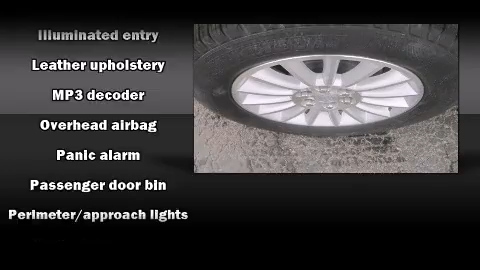 Illuminated entry
Leather upholstery
MP3 decoder
Overhead airbag
Panic alarm
Passenger door bin
Perimeter/approach lights